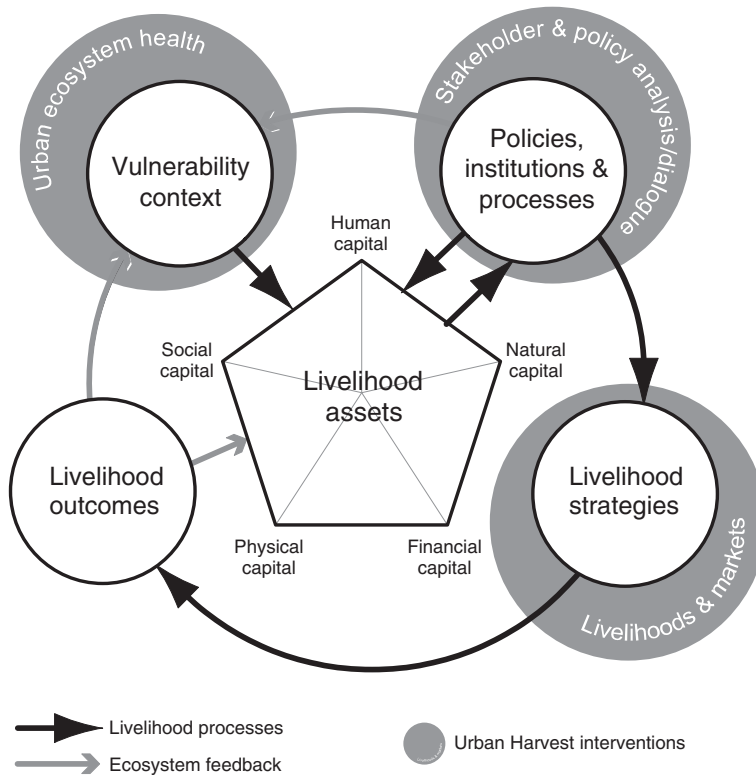 Urban ecosystem health
Stakeholder & policy analysis/dialogue
Vulnerability
context
Policies,
institutions &
processes
Human
capital
Social
capital
Natural
capital
Livelihood
assets
Livelihood
outcomes
Livelihood
strategies
Physical
capital
Financial
capital
Livelihoods & markets
Livelihood processes
Ecosystem feedback
Urban Harvest interventions